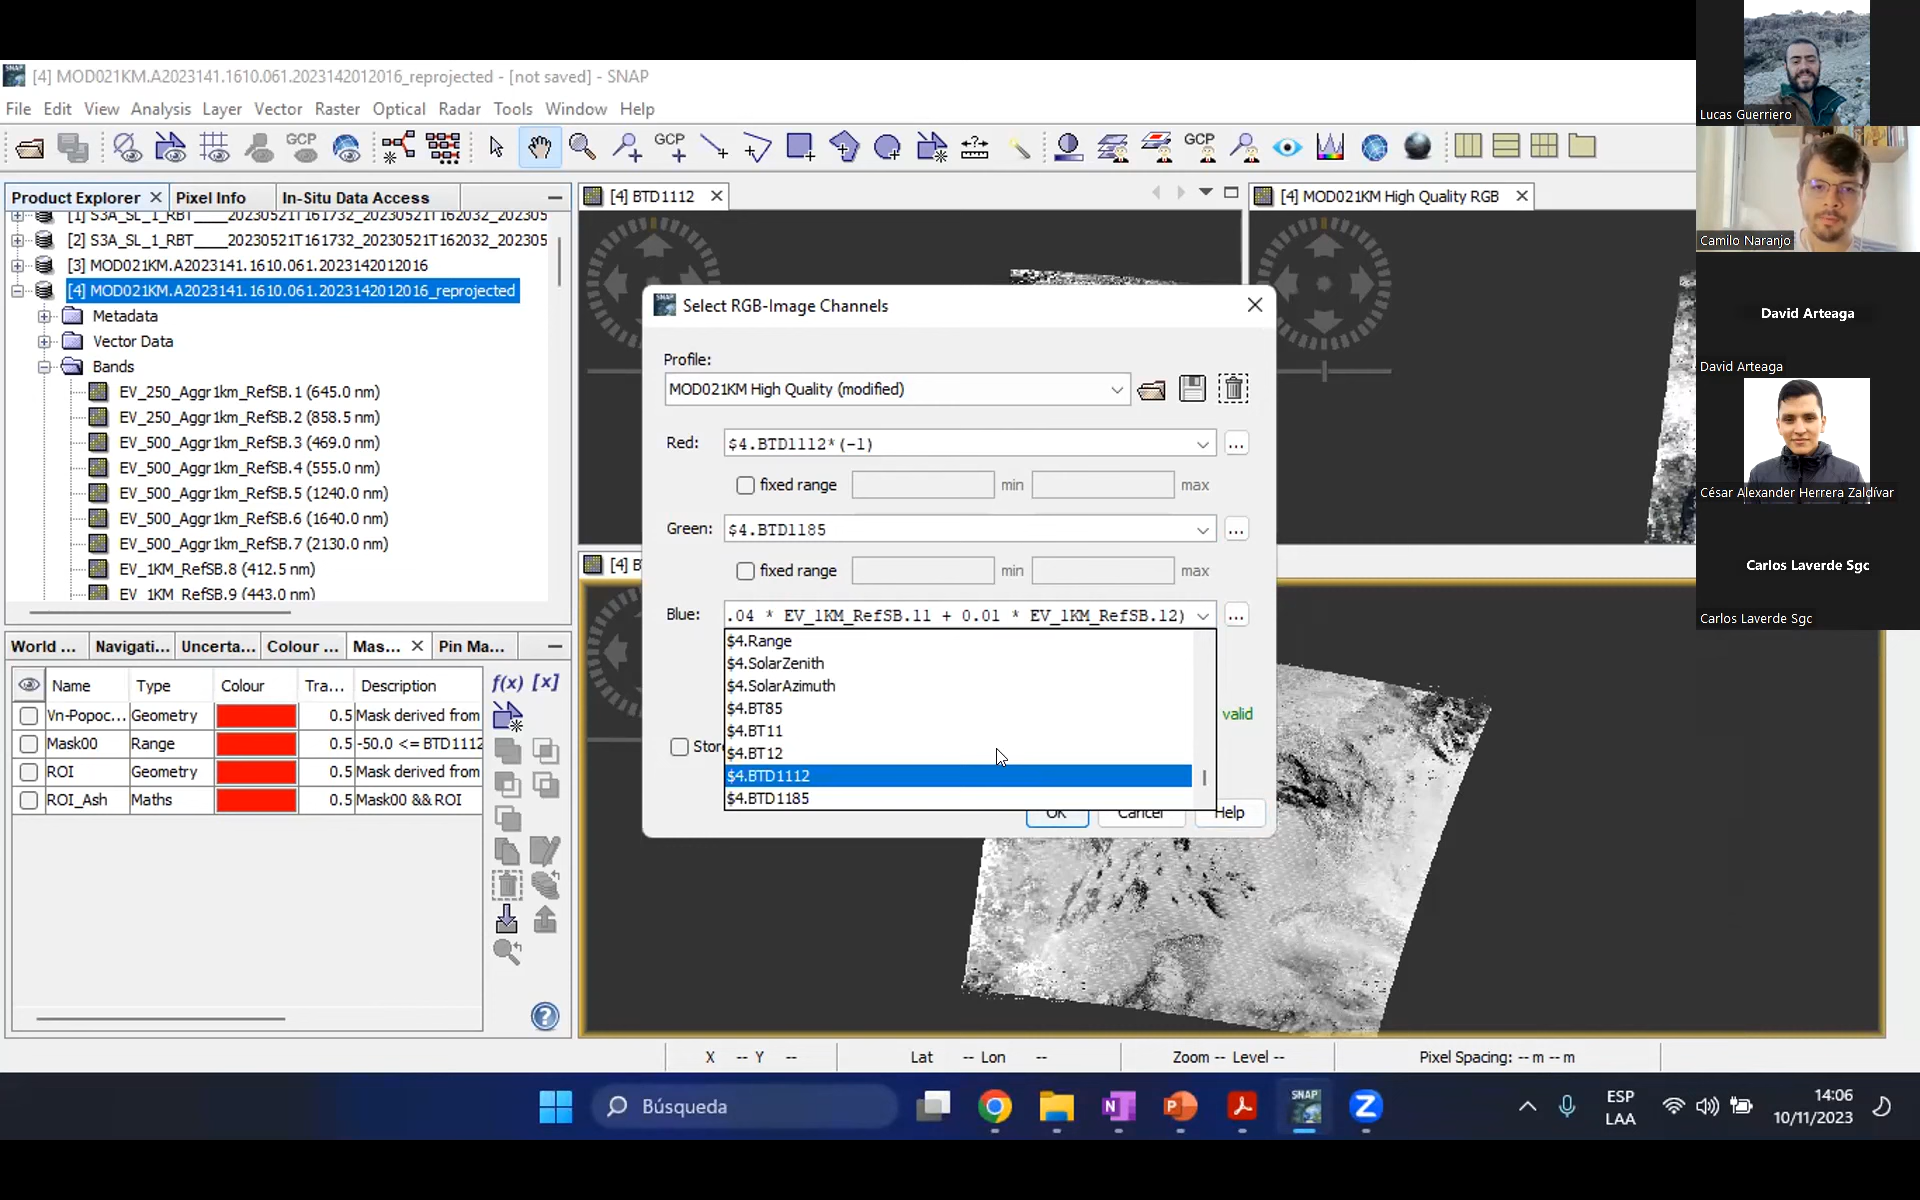 [4] MOD021KM.A2023141.1610.061.2023142012016_reprojected - [not saved] - SNAP
File Edit View Analysis Layer Vector Raster Optical Radar Tools Window Help
GCP GCP GCP
Product Explorer Pixel Info In-Situ Data Access
[1] S3A_SL_1_RBT____20230521T161732_20230521T162032_202305
[2] S3A_SL_1_RBT____20230521T161732_20230521T162032_202305
[3] MOD021KM.A2023141.1610.061.2023142012016
[4] MOD021KM.A2023141.1610.061.2023142012016_reprojected
Metadata
Vector Data
Bands
EV_250_Aggr1km_RefSB.1 (645.0 nm)
EV_250_Aggr1km_RefSB.2 (858.5 nm)
EV_500_Aggr1km_RefSB.3 (469.0 nm)
EV_500_Aggr1km_RefSB.4 (555.0 nm)
EV_500_Aggr1km_RefSB.5 (1240.0 nm)
EV_500_Aggr1km_RefSB.6 (1640.0 nm)
EV_500_Aggr1km_RefSB.7 (2130.0 nm)
EV_1KM_RefSB.8 (412.5 nm)
EV_1KM_RefSB.9 (443.0 nm)
World ... Navigati... Uncerta... Colour ... Mas... Pin Ma...
Name Type Colour Tra... Description
Vn-Popoc... Geometry 0.5 Mask derived from
Mask00 Range 0.5 -50.0 <= BTD1112
ROI Geometry 0.5 Mask derived from
ROI_Ash Maths 0.5 Mask00 && ROI
f(x) [x]
[4] BTD1112
[4] MOD021KM High Quality RGB
[4] B
Select RGB-Image Channels
Profile:
MOD021KM High Quality (modified)
Red: $4.BTD1112*(-1) ...
fixed range min max
Green: $4.BTD1185 ...
fixed range min max
Blue: .04 * EV_1KM_RefSB.11 + 0.01 * EV_1KM_RefSB.12) ...
$4.Range
$4.SolarZenith
$4.SolarAzimuth
$4.BT85
$4.BT11
$4.BT12
$4.BTD1112
$4.BTD1185
valid
Stor
OK Cancel Help
X -- Y -- Lat -- Lon -- Zoom -- Level -- Pixel Spacing: -- m -- m
Búsqueda
SNAP
ESP
LAA
14:06
10/11/2023
Lucas Guerriero
Camilo Naranjo
David Arteaga
David Arteaga
César Alexander Herrera Zaldívar
Carlos Laverde Sgc
Carlos Laverde Sgc